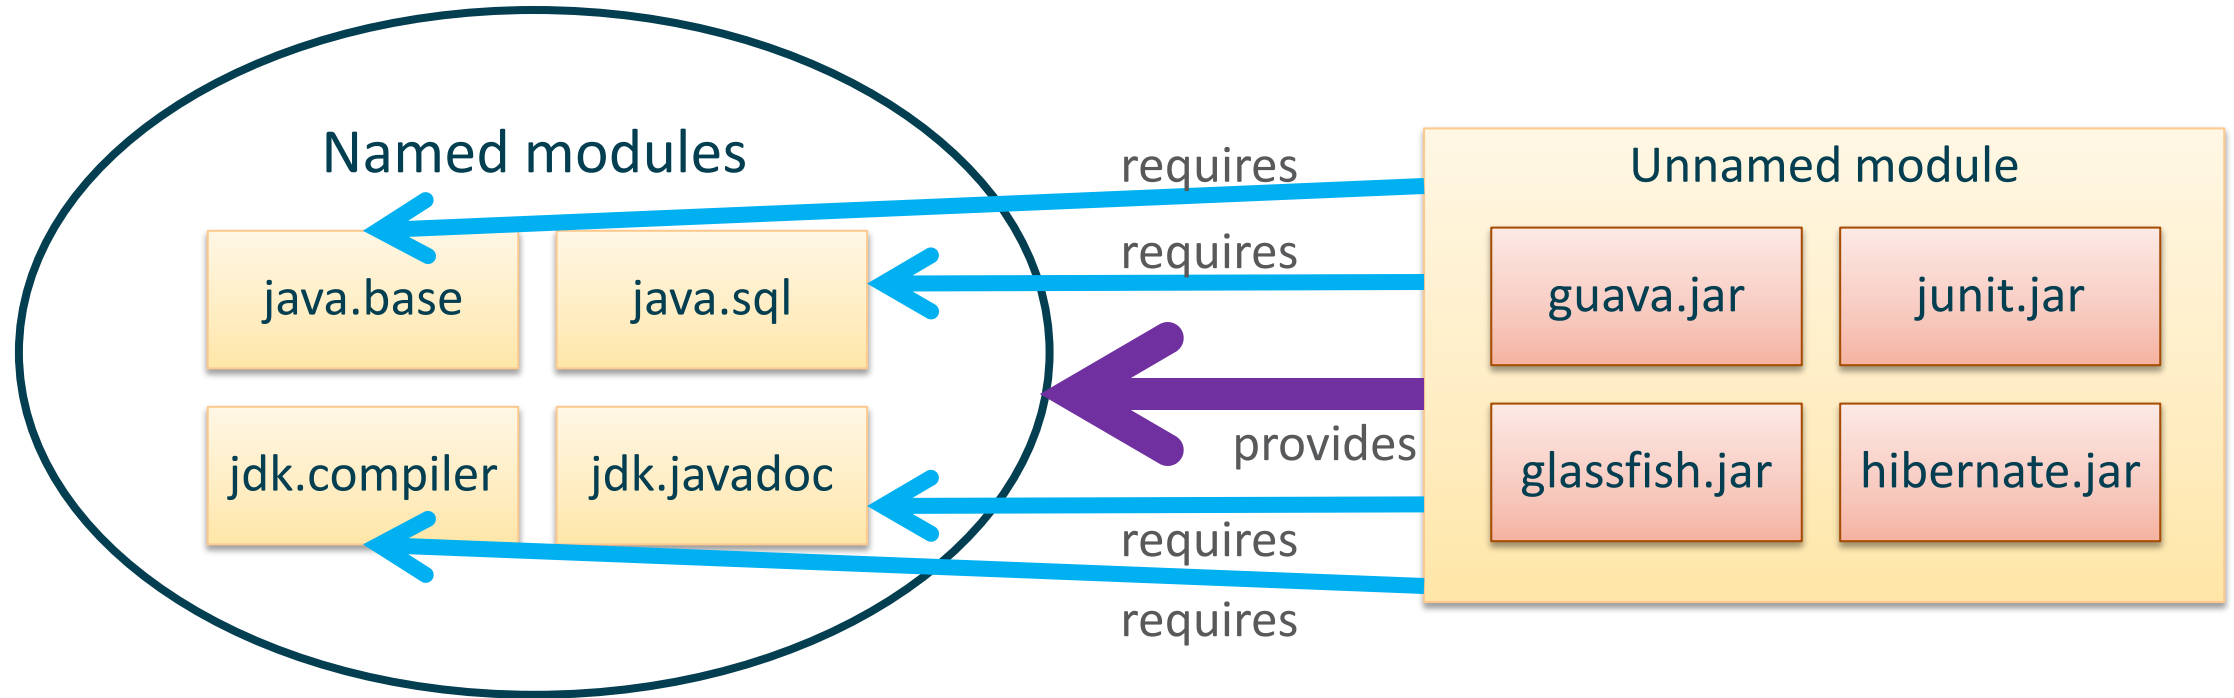 Named modules
java.base
java.sql
jdk.compiler
jdk.javadoc
requires
requires
provides
requires
requires
Unnamed module
guava.jar
junit.jar
glassfish.jar
hibernate.jar